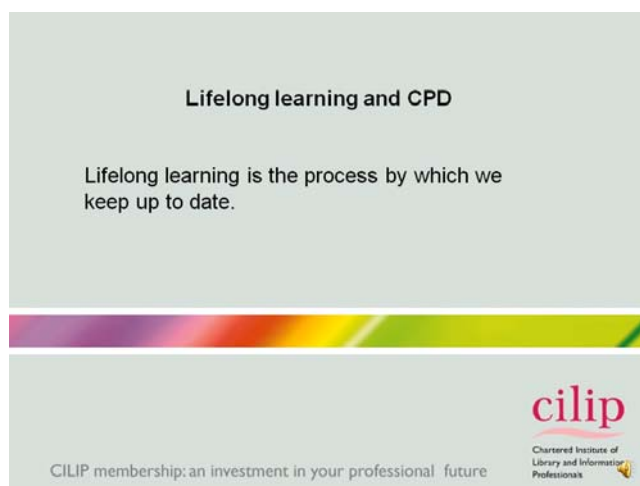 Lifelong learning and CPD
Lifelong learning is the process by which we
keep up to date.
cilip
Chartered Institute of
Library and Information
Professionals
CILIP membership: an investment in your professional future